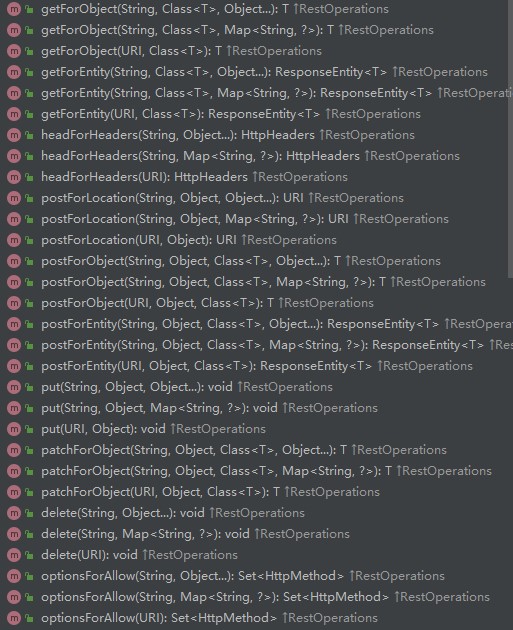 getForObject(String, Class<T>, Object...): T ↑RestOperations
getForObject(String, Class<T>, Map<String, ?>): T ↑RestOperations
getForObject(URI, Class<T>): T ↑RestOperations
getForEntity(String, Class<T>, Object...): ResponseEntity<T> ↑RestOperations
getForEntity(String, Class<T>, Map<String, ?>): ResponseEntity<T> ↑RestOperati
getForEntity(URI, Class<T>): ResponseEntity<T> ↑RestOperations
headForHeaders(String, Object...): HttpHeaders ↑RestOperations
headForHeaders(String, Map<String, ?>): HttpHeaders ↑RestOperations
headForHeaders(URI): HttpHeaders ↑RestOperations
postForLocation(String, Object, Object...): URI ↑RestOperations
postForLocation(String, Object, Map<String, ?>): URI ↑RestOperations
postForLocation(URI, Object): URI ↑RestOperations
postForObject(String, Object, Class<T>, Object...): T ↑RestOperations
postForObject(String, Object, Class<T>, Map<String, ?>): T ↑RestOperations
postForObject(URI, Object, Class<T>): T ↑RestOperations
postForEntity(String, Object, Class<T>, Object...): ResponseEntity<T> ↑RestOpera
postForEntity(String, Object, Class<T>, Map<String, ?>): ResponseEntity<T> ↑Res
postForEntity(URI, Object, Class<T>): ResponseEntity<T> ↑RestOperations
put(String, Object, Object...): void ↑RestOperations
put(String, Object, Map<String, ?>): void ↑RestOperations
put(URI, Object): void ↑RestOperations
patchForObject(String, Object, Class<T>, Object...): T ↑RestOperations
patchForObject(String, Object, Class<T>, Map<String, ?>): T ↑RestOperations
patchForObject(URI, Object, Class<T>): T ↑RestOperations
delete(String, Object...): void ↑RestOperations
delete(String, Map<String, ?>): void ↑RestOperations
delete(URI): void ↑RestOperations
optionsForAllow(String, Object...): Set<HttpMethod> ↑RestOperations
optionsForAllow(String, Map<String, ?>): Set<HttpMethod> ↑RestOperations
optionsForAllow(URI): Set<HttpMethod> ↑RestOperations